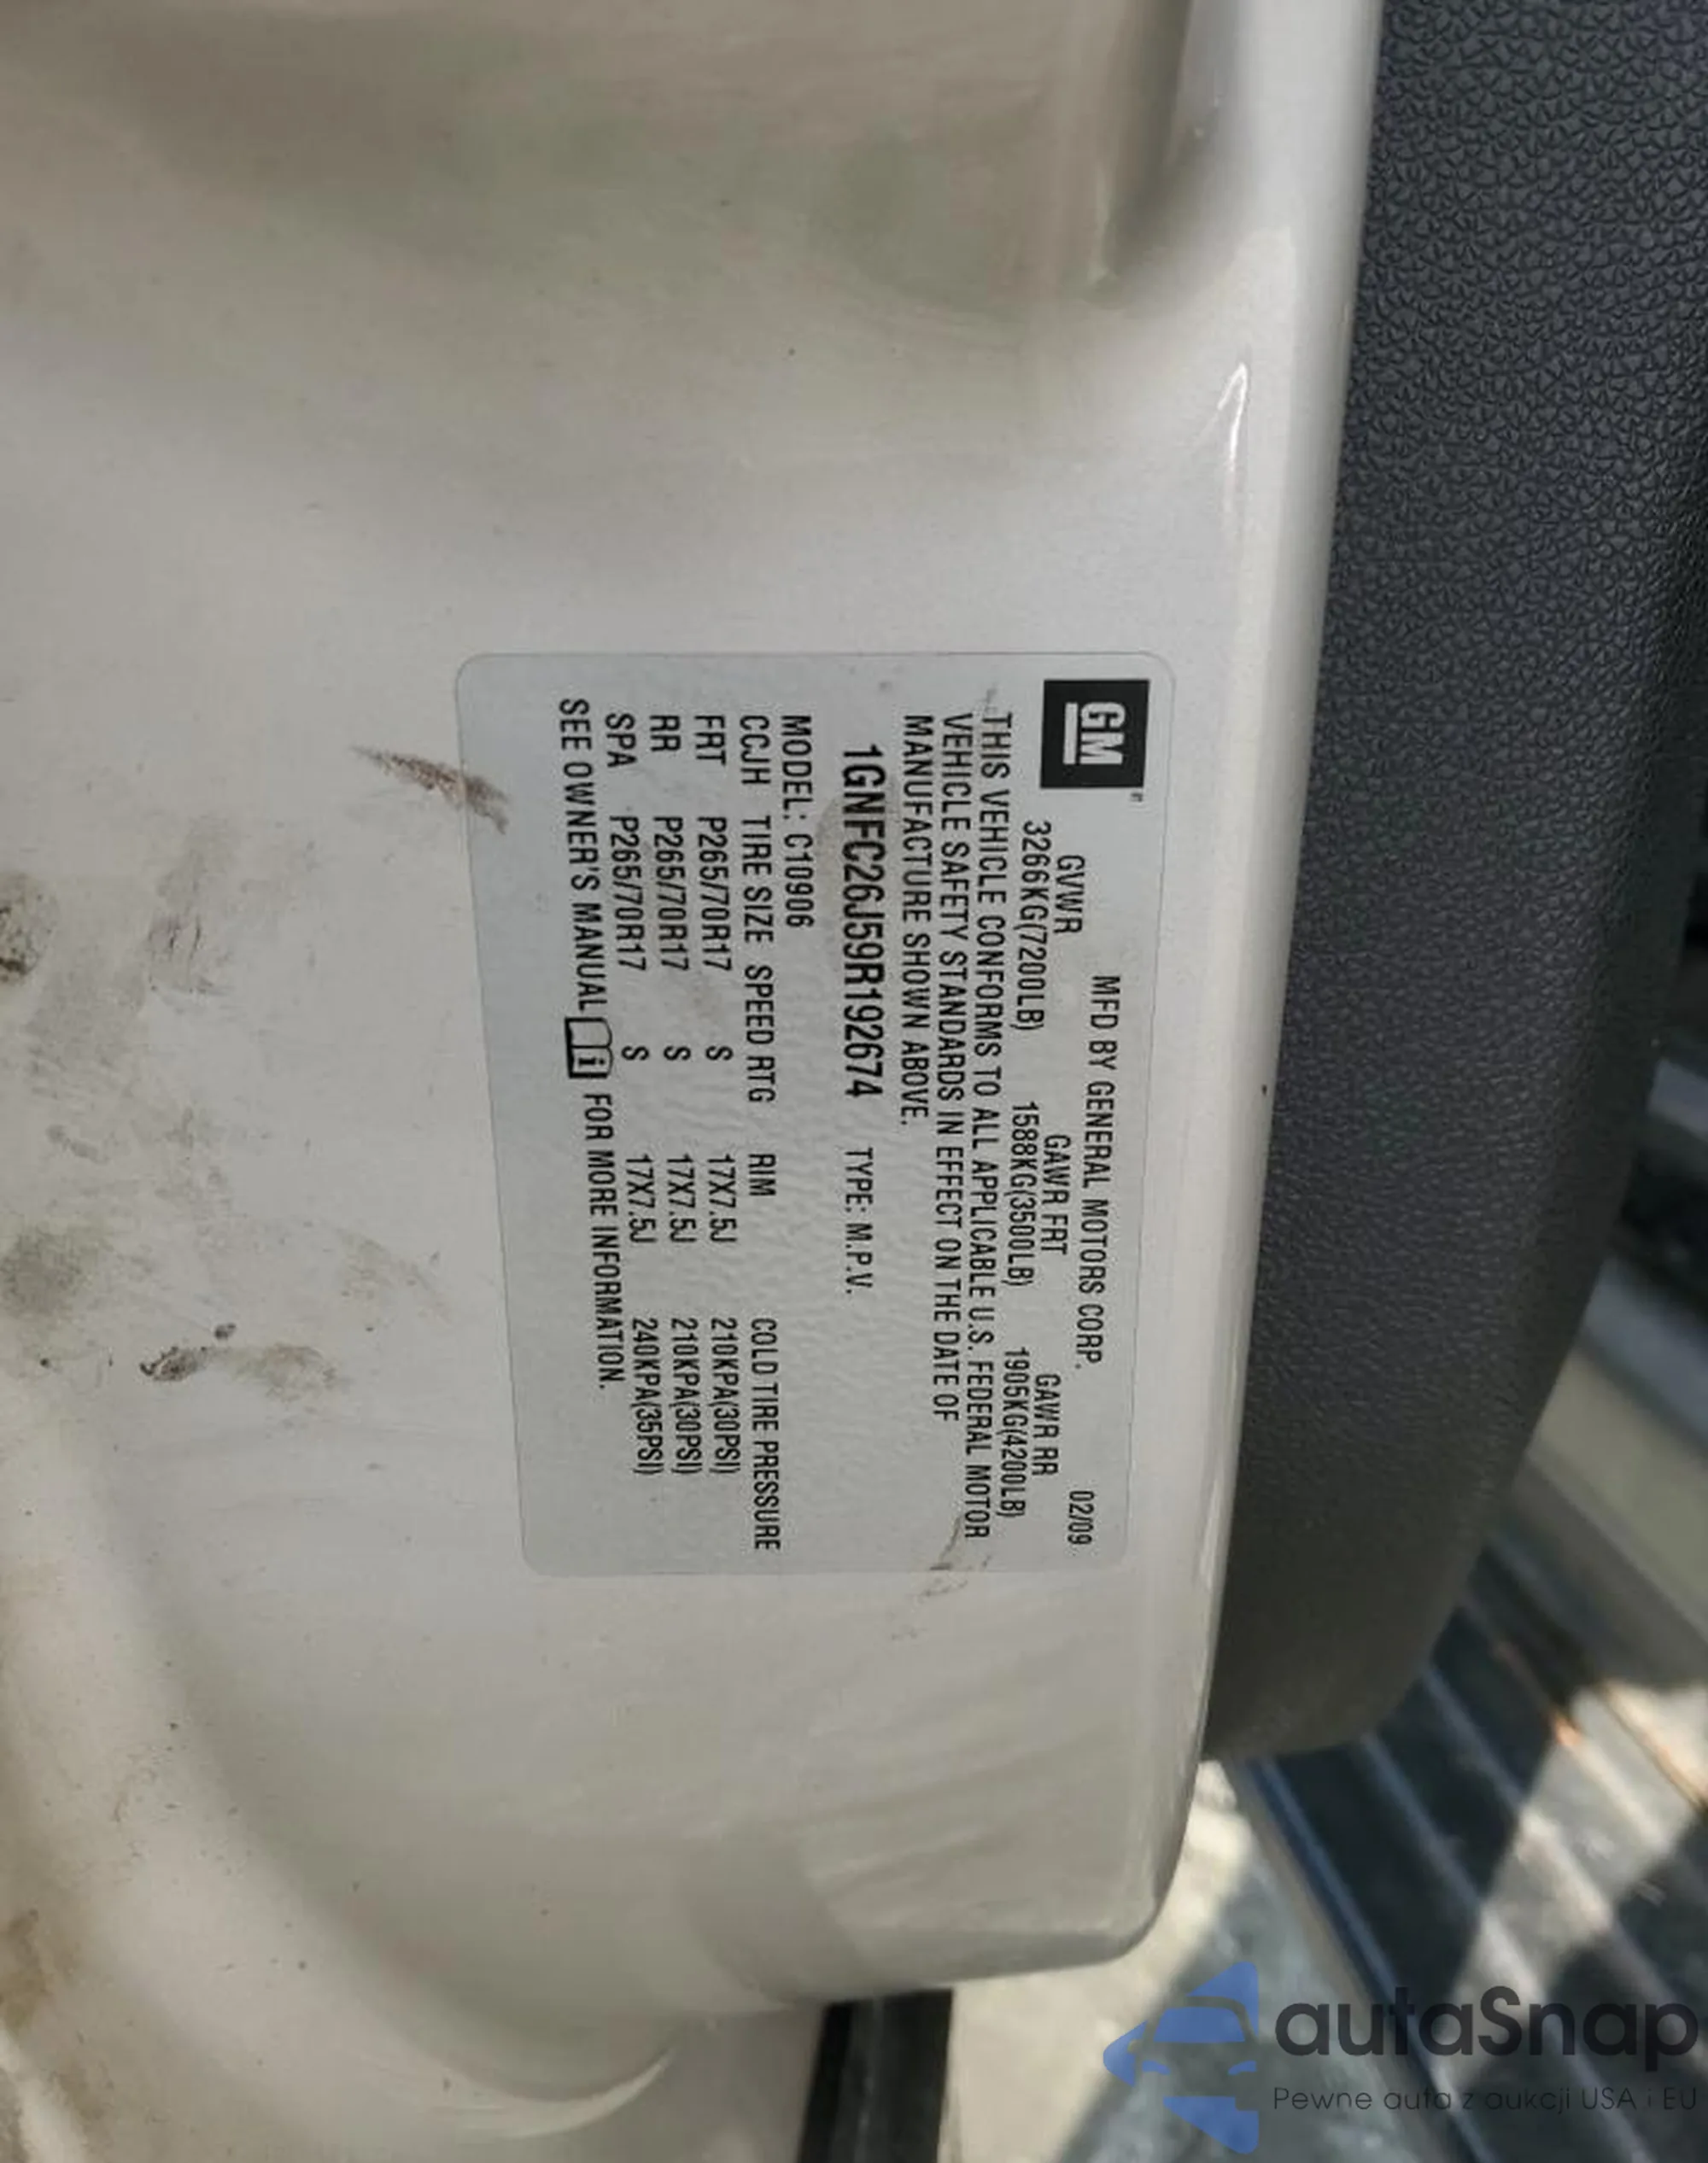 GM
MFD BY GENERAL MOTORS CORP. 02/09
GVWR GAWR FRT GAWR RR
3266KG(7200LB) 1588KG(3500LB) 1905KG(4200LB)
THIS VEHICLE CONFORMS TO ALL APPLICABLE U.S. FEDERAL MOTOR
VEHICLE SAFETY STANDARDS IN EFFECT ON THE DATE OF
MANUFACTURE SHOWN ABOVE.
1GNFC26J59R192674 TYPE: M.P.V.
MODEL: C10906
CCJH TIRE SIZE SPEED RTG RIM COLD TIRE PRESSURE
FRT P265/70R17 S 17X7.5J 210KPA(30PSI)
RR P265/70R17 S 17X7.5J 210KPA(30PSI)
SPA P265/70R17 S 17X7.5J 240KPA(35PSI)
SEE OWNER'S MANUAL i FOR MORE INFORMATION.
autaSnap
Pewne auta z aukcji USA i EU